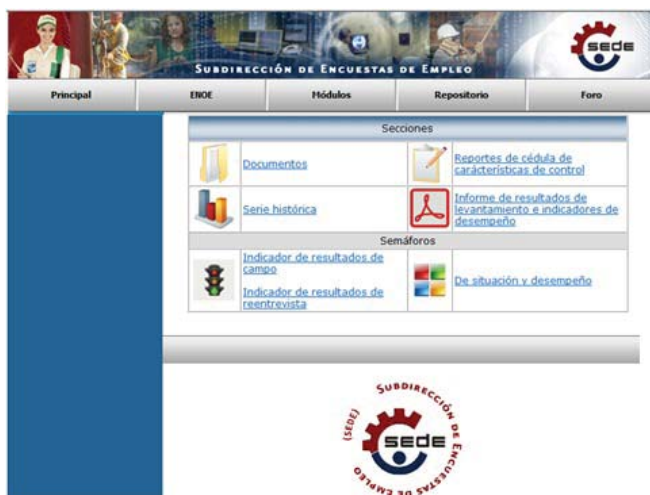 SUBDIRECCIÓN DE ENCUESTAS DE EMPLEO
sede
Principal ENOE Módulos Repositorio Foro
Secciones
Documentos
Reportes de cédula de
carácterísticas de control
Serie histórica
Informe de resultados de
levantamiento e indicadores de
desempeño
Semáforos
Indicador de resultados de
campo
Indicador de resultados de
reentrevista
De situación y desempeño
SUBDIRECCIÓN DE ENCUESTAS DE EMPLEO
(SEDE)
sede